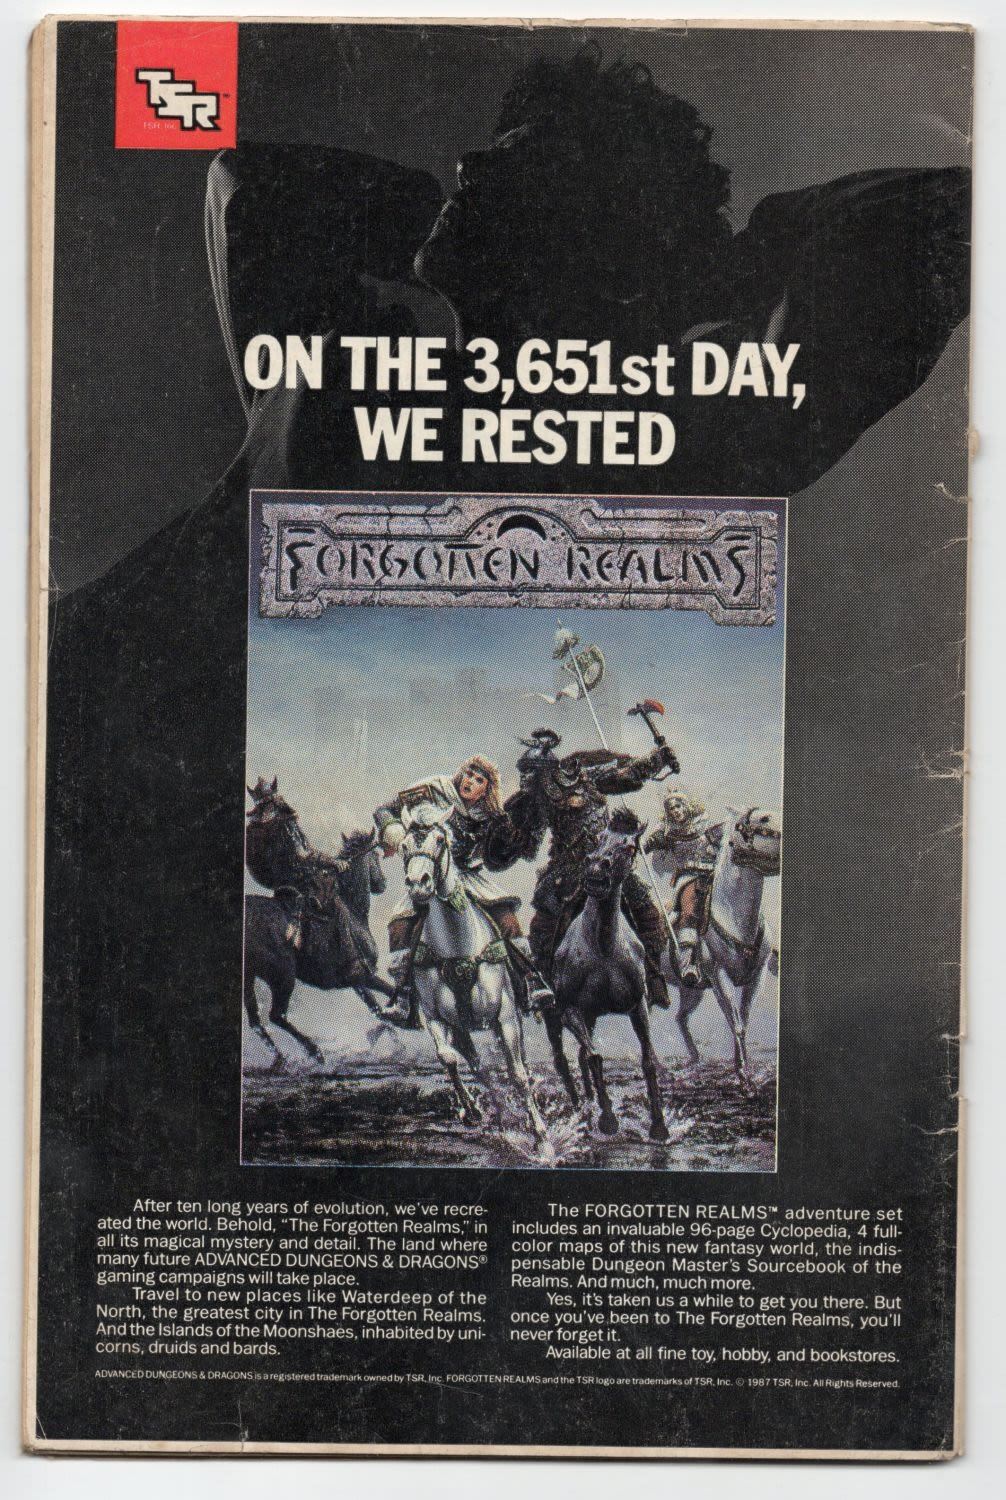 TSR™
TSR, Inc.
ON THE 3,651st DAY,
WE RESTED
FORGOTTEN REALMS
After ten long years of evolution, we've recre-
ated the world. Behold, "The Forgotten Realms," in
all its magical mystery and detail. The land where
many future ADVANCED DUNGEONS & DRAGONS®
gaming campaigns will take place.
Travel to new places like Waterdeep of the
North, the greatest city in The Forgotten Realms.
And the Islands of the Moonshaes, inhabited by uni-
corns, druids and bards.
The FORGOTTEN REALMS™ adventure set
includes an invaluable 96-page Cyclopedia, 4 full-
color maps of this new fantasy world, the indis-
pensable Dungeon Master's Sourcebook of the
Realms. And much, much more.
Yes, it's taken us a while to get you there. But
once you've been to The Forgotten Realms, you'll
never forget it.
Available at all fine toy, hobby, and bookstores.
ADVANCED DUNGEONS & DRAGONS is a registered trademark owned by TSR, Inc. FORGOTTEN REALMS and the TSR logo are trademarks of TSR, Inc. © 1987 TSR, Inc. All Rights Reserved.